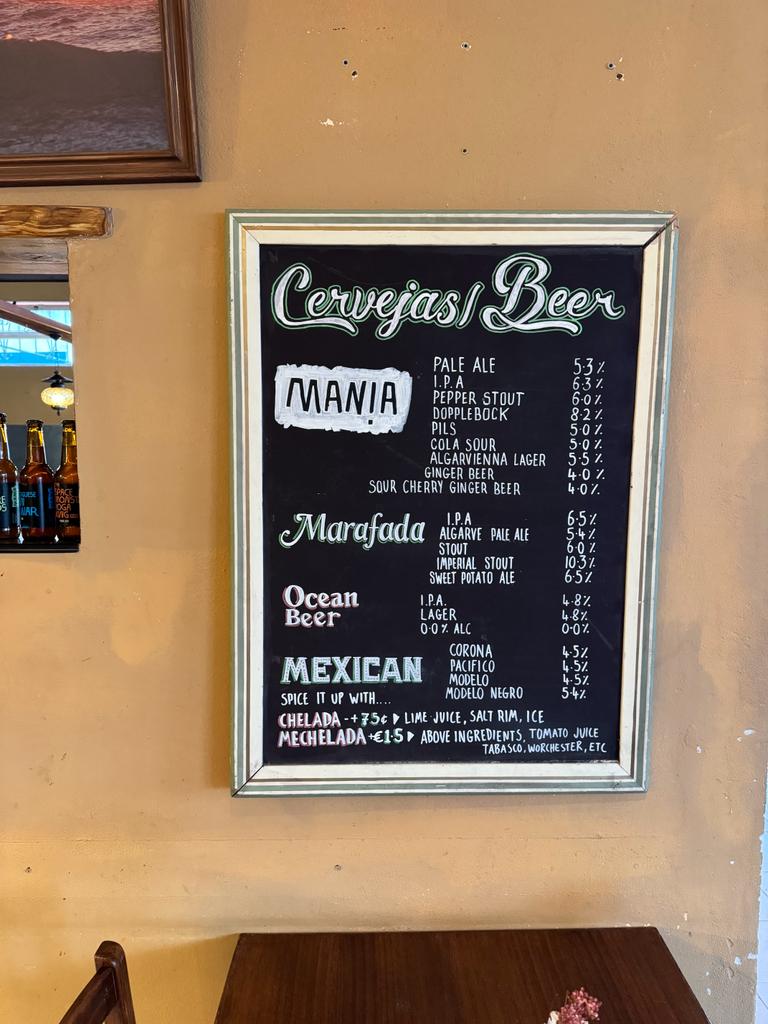 Cervejas/Beer
MANiA
PALE ALE 5.3%
I.P.A 6.3%
PEPPER STOUT 6.0%
DOPPLEBOCK 8.2%
PILS 5.0%
COLA SOUR 5.0%
ALGARVIENNA LAGER 5.5%
GINGER BEER 4.0%
SOUR CHERRY GINGER BEER 4.0%
Marafada
I.P.A 6.5%
ALGARVE PALE ALE 5.4%
STOUT 6.0%
IMPERIAL STOUT 10.3%
SWEET POTATO ALE 6.5%
Ocean
Beer
I.P.A. 4.8%
LAGER 4.8%
0.0% ALC 0.0%
MEXICAN
CORONA 4.5%
PACIFICO 4.5%
MODELO 4.5%
MODELO NEGRO 5.4%
SPICE IT UP WITH....
CHELADA -+75¢ ▶ LIME JUICE, SALT RIM, ICE
MECHELADA +€1.5 ▶ ABOVE INGREDIENTS, TOMATO JUICE
TABASCO, WORCHESTER, ETC